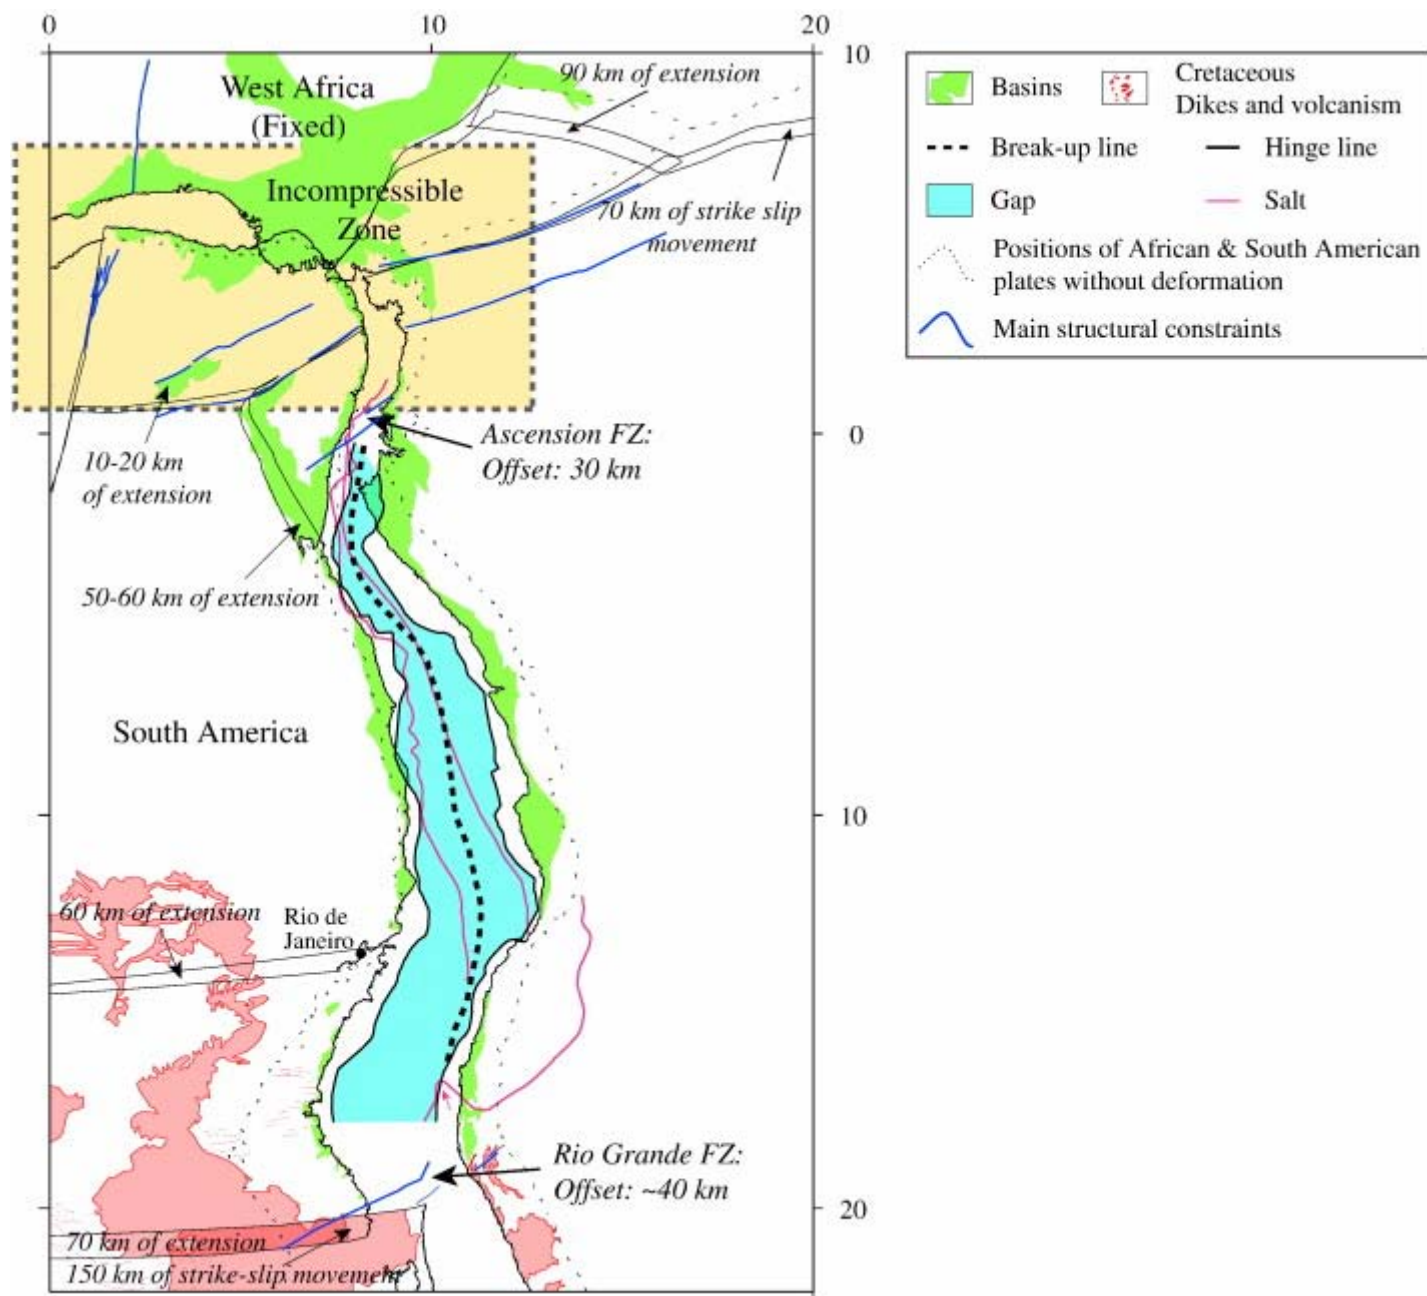 0 10 20
10
West Africa
(Fixed)
90 km of extension
Incompressible
Zone
70 km of strike slip
movement
Ascension FZ:
Offset: 30 km
0
10-20 km
of extension
50-60 km of extension
South America
10
60 km of extension
Rio de
Janeiro
Rio Grande FZ:
Offset: ~40 km
20
70 km of extension
150 km of strike-slip movement
Basins
Cretaceous
Dikes and volcanism
Break-up line
Hinge line
Gap
Salt
Positions of African & South American
plates without deformation
Main structural constraints